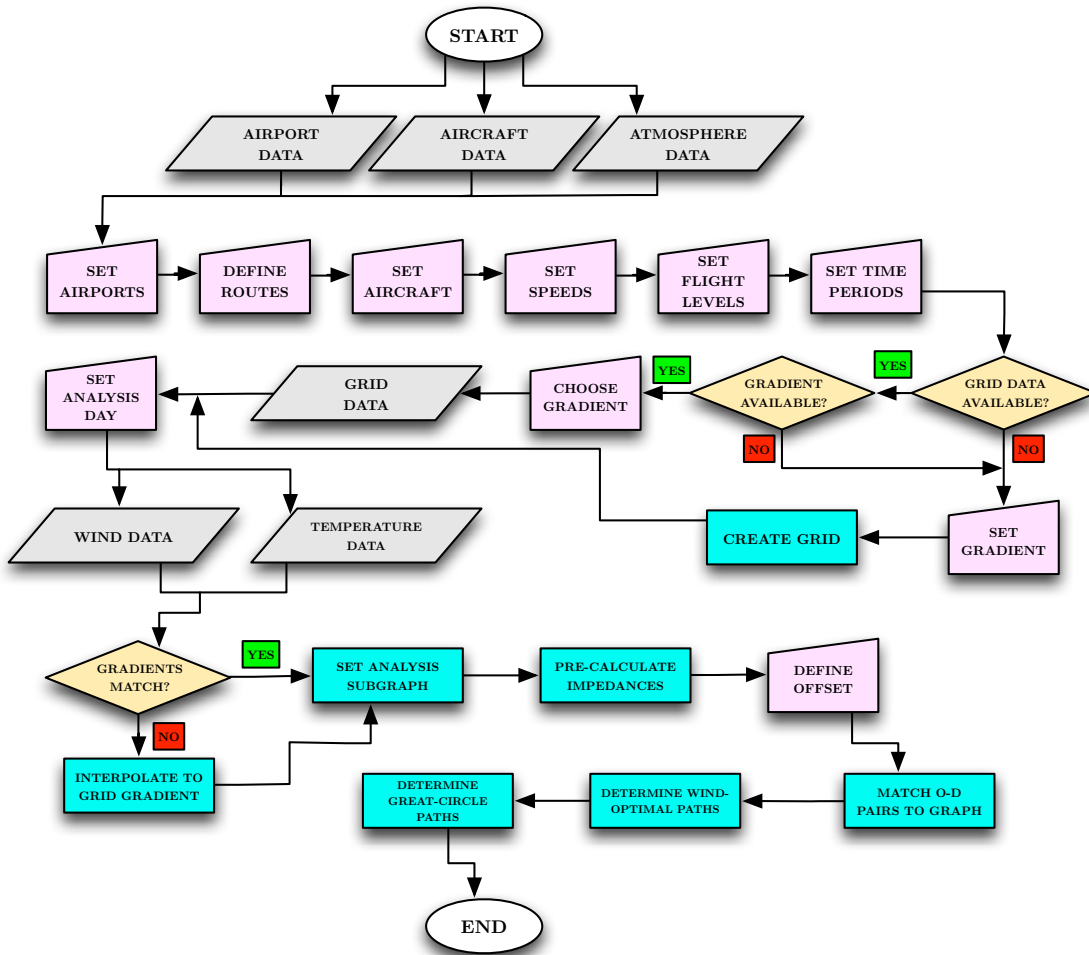 START
AIRPORT
DATA
AIRCRAFT
DATA
ATMOSPHERE
DATA
SET
AIRPORTS
DEFINE
ROUTES
SET
AIRCRAFT
SET
SPEEDS
SET
FLIGHT
LEVELS
SET TIME
PERIODS
SET
ANALYSIS
DAY
GRID
DATA
CHOOSE
GRADIENT
YES
GRADIENT
AVAILABLE?
YES
GRID DATA
AVAILABLE?
NO
NO
WIND DATA
TEMPERATURE
DATA
CREATE GRID
SET
GRADIENT
GRADIENTS
MATCH?
YES
SET ANALYSIS
SUBGRAPH
PRE-CALCULATE
IMPEDANCES
DEFINE
OFFSET
NO
INTERPOLATE TO
GRID GRADIENT
DETERMINE
GREAT-CIRCLE
PATHS
DETERMINE WIND-
OPTIMAL PATHS
MATCH O-D
PAIRS TO GRAPH
END